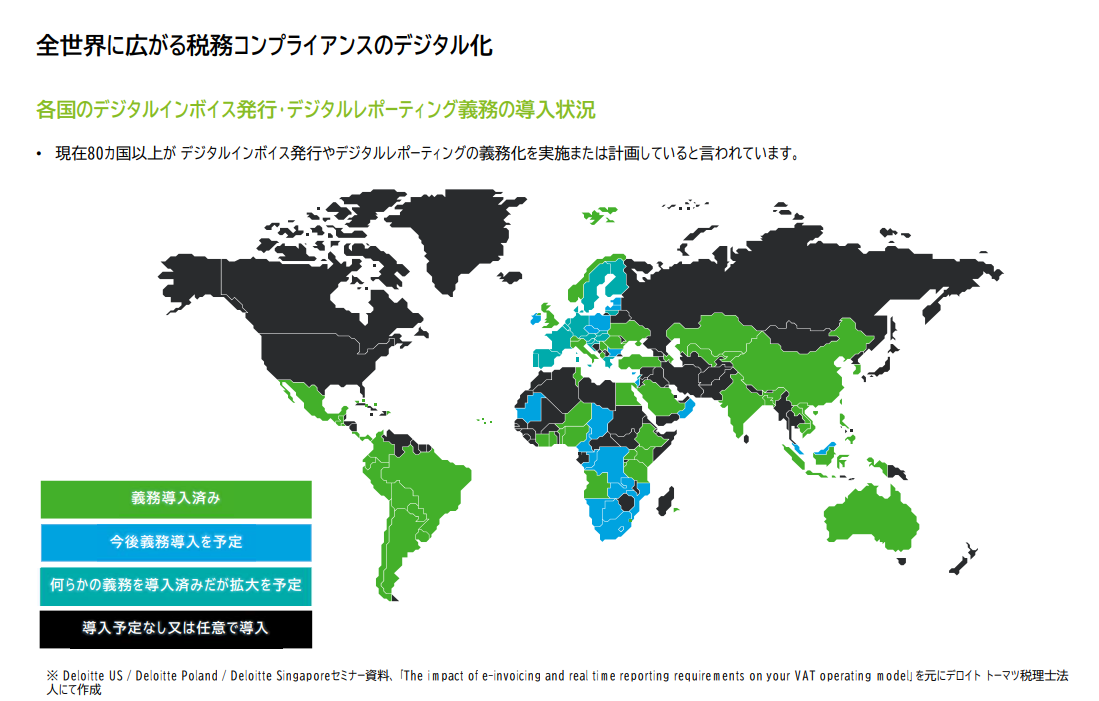 全世界に広がる税務コンプライアンスのデジタル化
各国のデジタルインボイス発行・デジタルレポーティング義務の導入状況
• 現在80カ国以上が デジタルインボイス発行やデジタルレポーティングの義務化を実施または計画していると言われています。
義務導入済み
今後義務導入を予定
何らかの義務を導入済みだが拡大を予定
導入予定なし又は任意で導入
※ Deloitte US / Deloitte Poland / Deloitte Singaporeセミナー資料、「The impact of e-invoicing and real time reporting requirements on your VAT operating model」を元にデロイト トーマツ税理士法
人にて作成